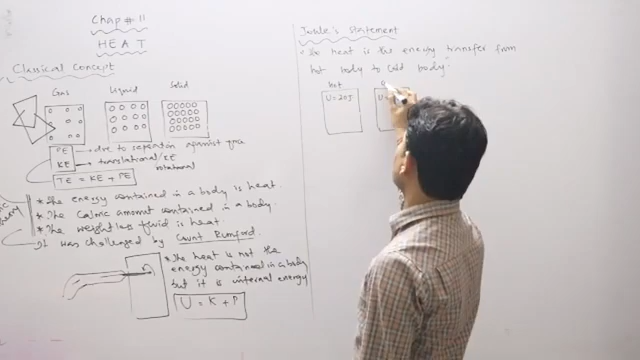 Chap # 11
HEAT
Classical Concept
Gas
Liquid
Solid
PE → due to separation against
KE → translational KE
rotational
TE = KE + PE
* The energy contained in a body is heat.
* The Caloric amount contained in a body.
* The weightless fluid is heat.
It was challenged by Count Rumford.
* The heat is not the
energy contained in a body
but it is internal energy
U = K + P
Joule's Statement
* The heat is the energy transfer from
hot body to Cold body.
hot
U = 20J
U =